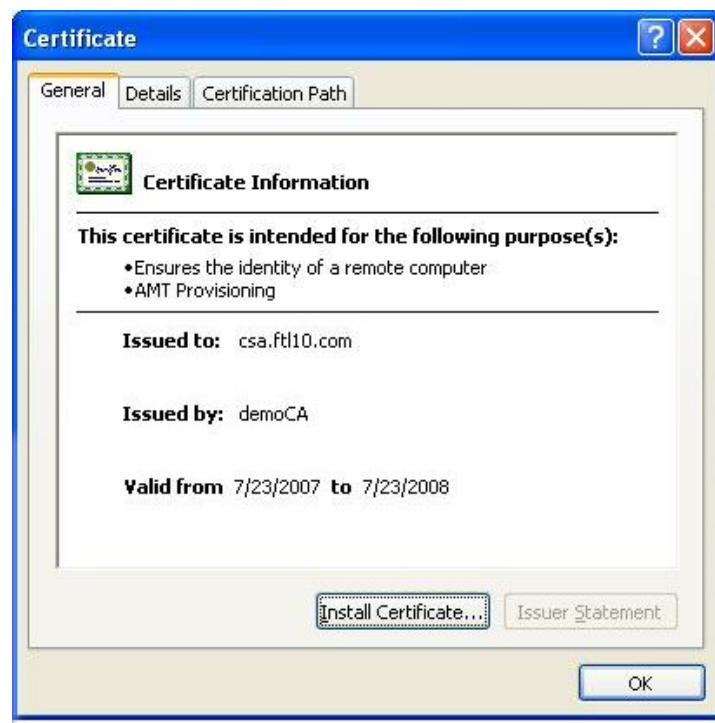 Certificate
General Details Certification Path
Certificate Information
This certificate is intended for the following purpose(s):
•Ensures the identity of a remote computer
•AMT Provisioning
Issued to: csa.ftl10.com
Issued by: demoCA
Valid from 7/23/2007 to 7/23/2008
Install Certificate... Issuer Statement
OK